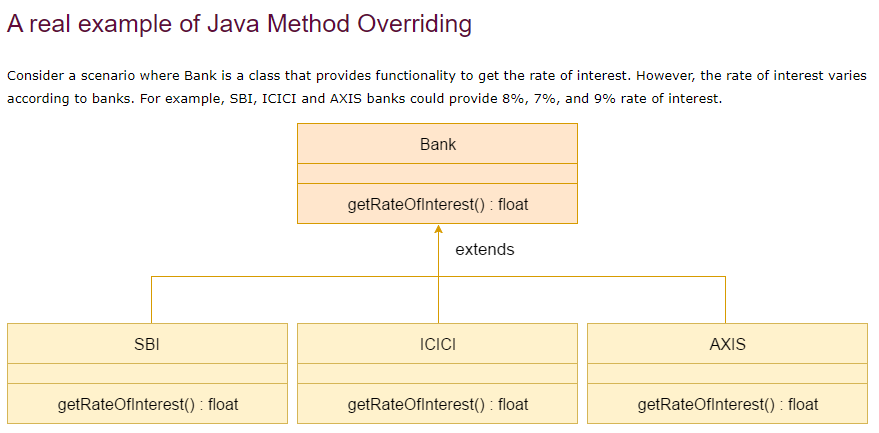 A real example of Java Method Overriding
Consider a scenario where Bank is a class that provides functionality to get the rate of interest. However, the rate of interest varies
according to banks. For example, SBI, ICICI and AXIS banks could provide 8%, 7%, and 9% rate of interest.
Bank
getRateOfInterest() : float
extends
SBI
ICICI
AXIS
getRateOfInterest() : float
getRateOfInterest() : float
getRateOfInterest() : float